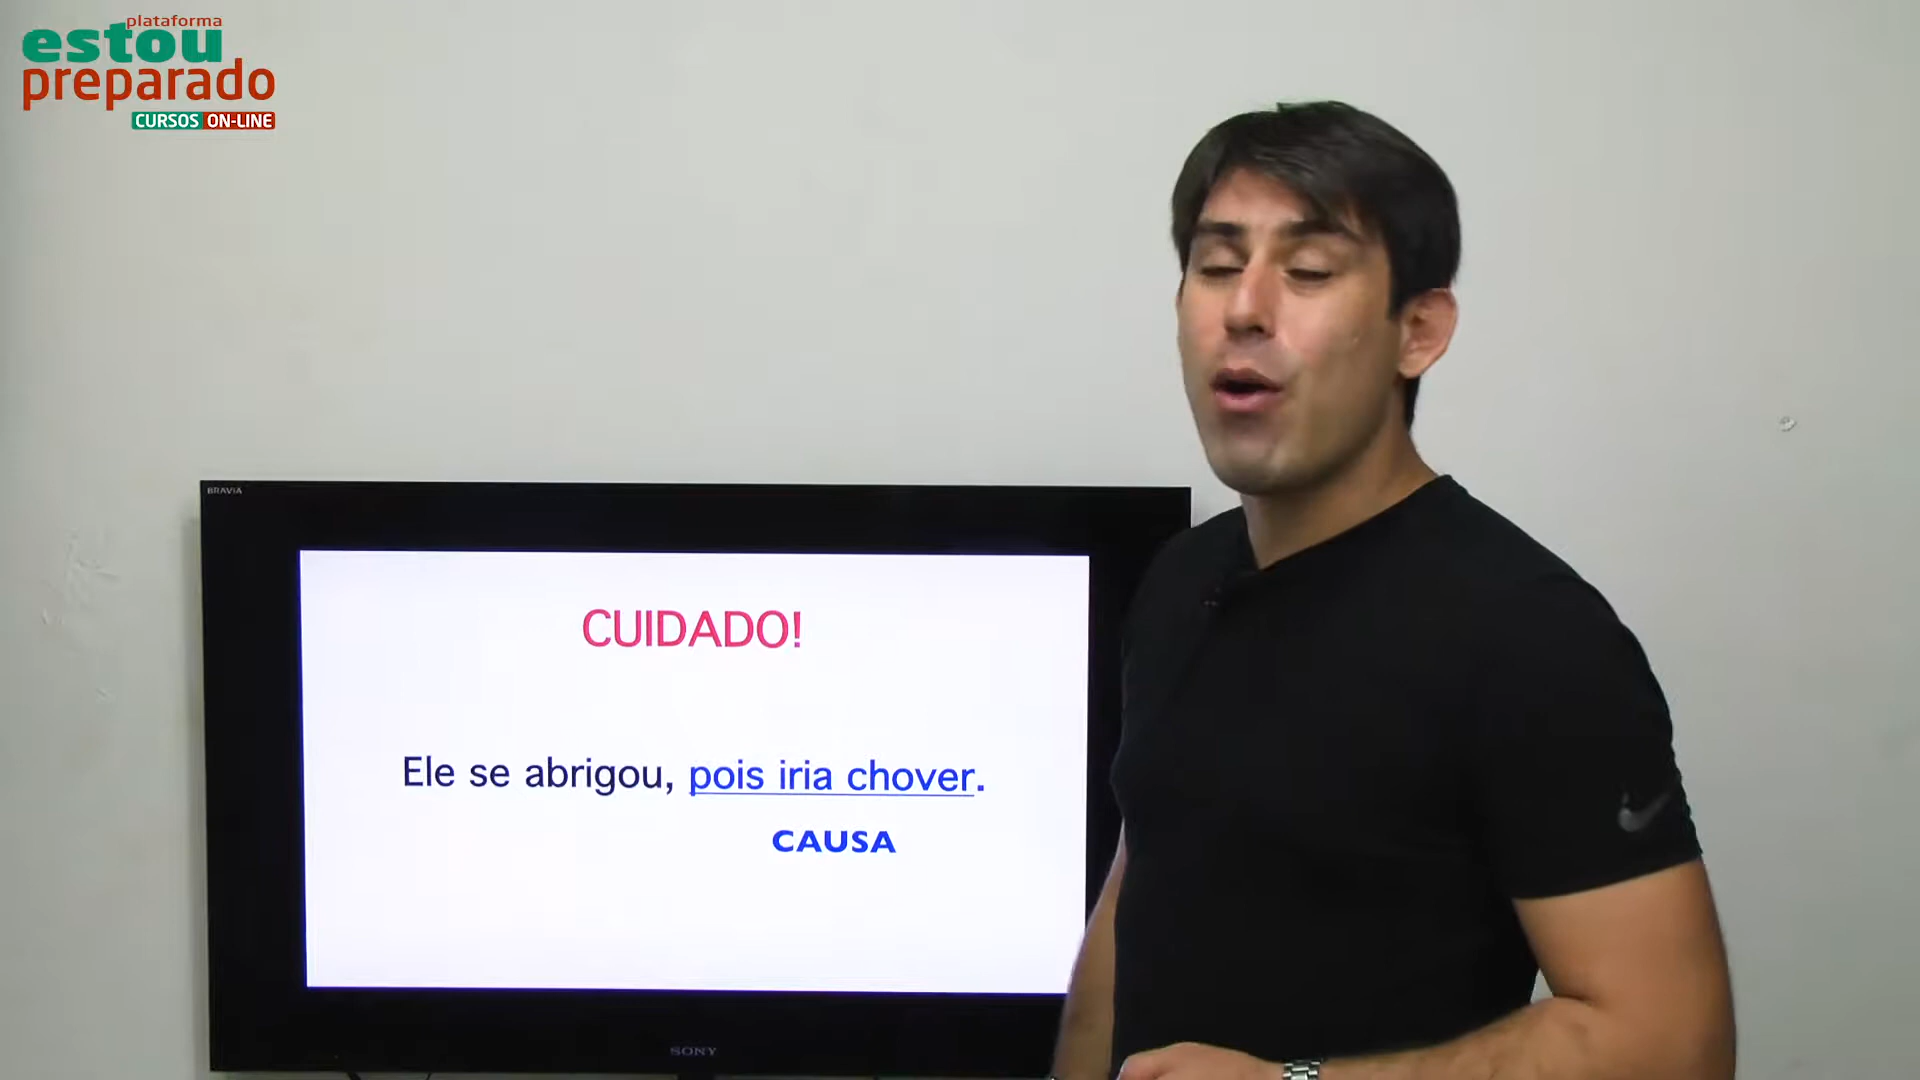 plataforma
estou
preparado
CURSOS ON-LINE
BRAVIA
CUIDADO!
Ele se abrigou, pois iria chover.
CAUSA
SONY